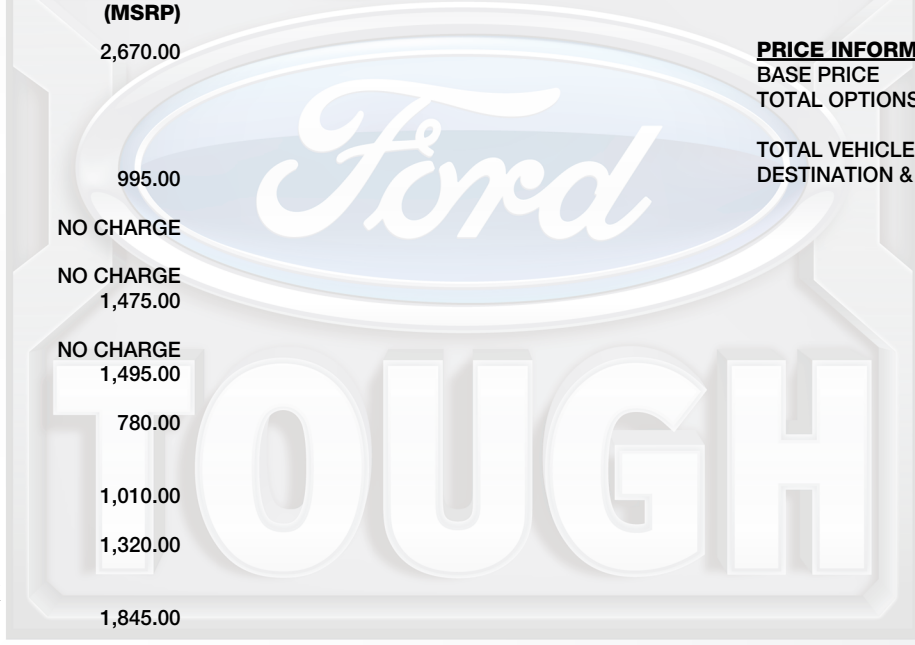 (MSRP)
2,670.00
995.00
NO CHARGE
NO CHARGE
1,475.00
NO CHARGE
1,495.00
780.00
1,010.00
1,320.00
1,845.00
PRICE INFORM
BASE PRICE
TOTAL OPTIONS
TOTAL VEHICLE
DESTINATION &
Ford
TOUGH